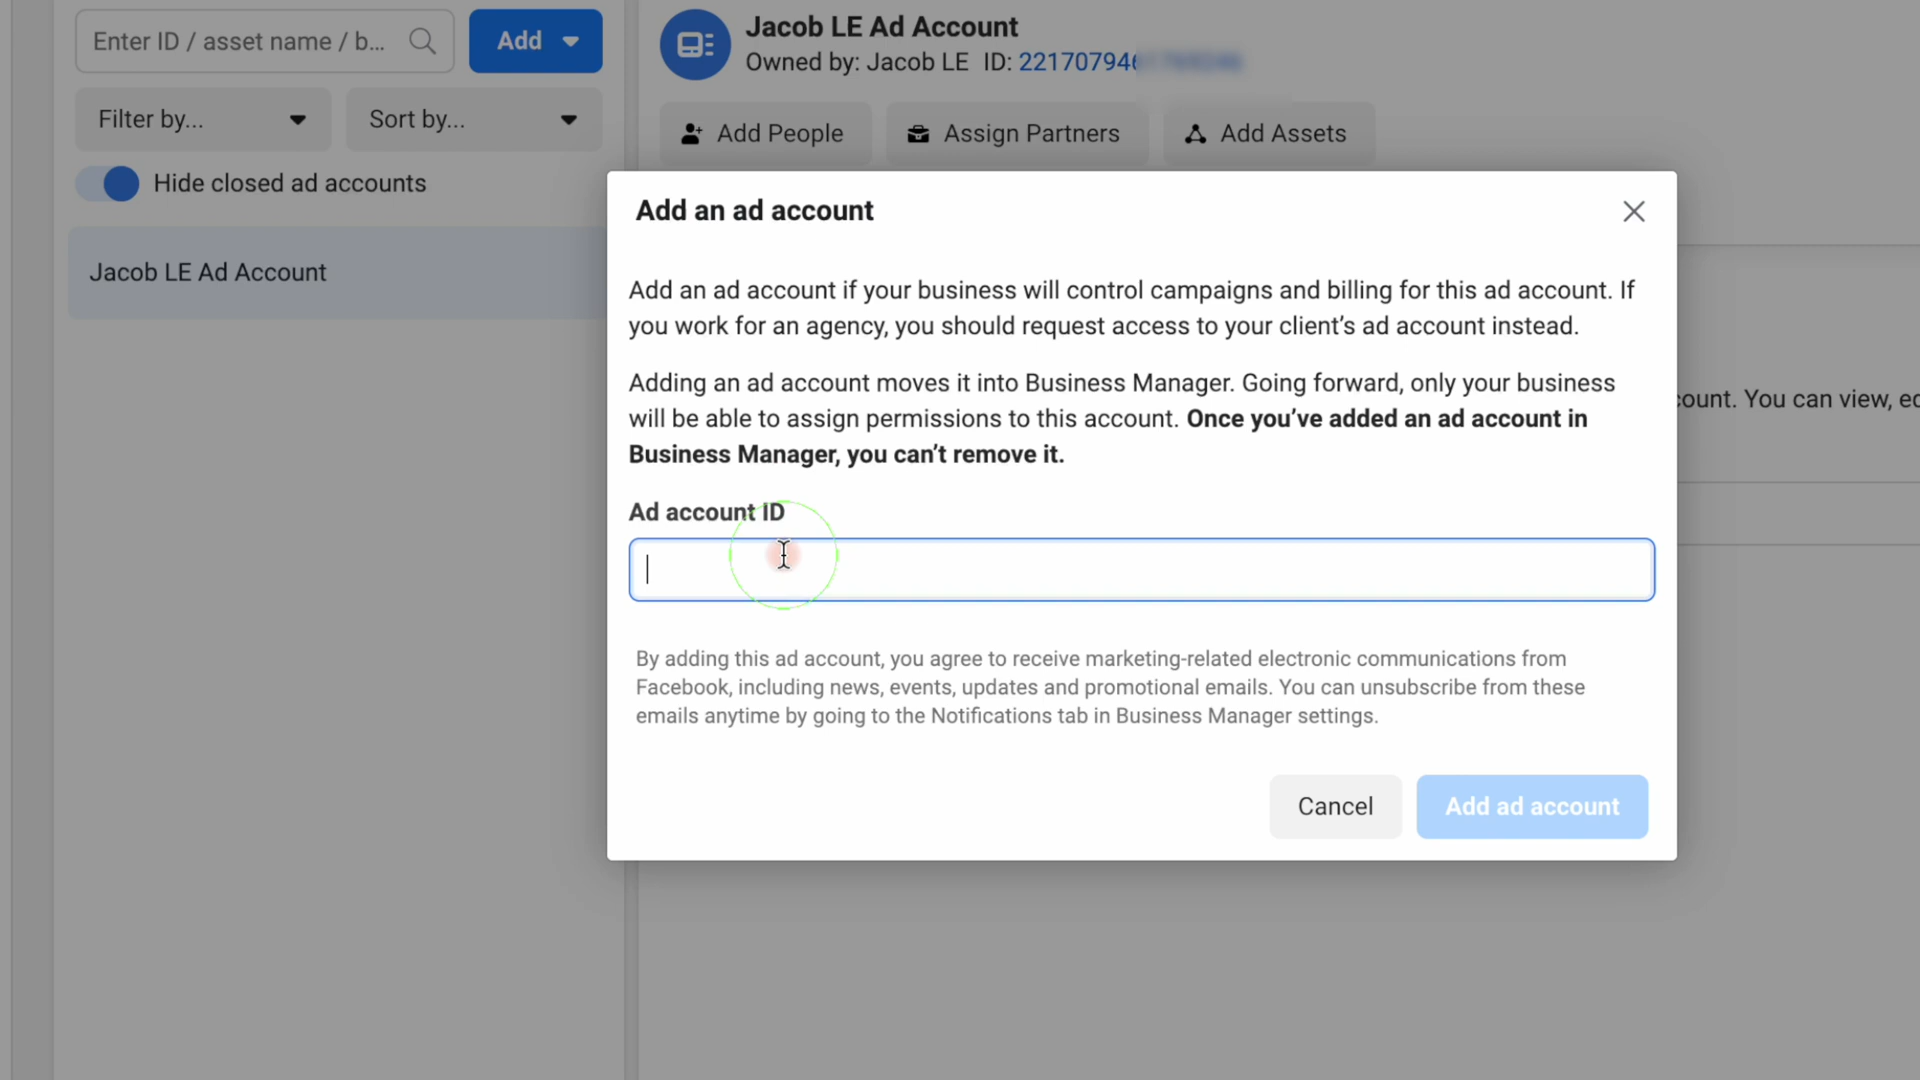 Enter ID / asset name / b...
Add
Filter by...
Sort by...
Hide closed ad accounts
Jacob LE Ad Account
Jacob LE Ad Account
Owned by: Jacob LE ID: 221707946
Add People
Assign Partners
Add Assets
Add an ad account
Add an ad account if your business will control campaigns and billing for this ad account. If
you work for an agency, you should request access to your client's ad account instead.
Adding an ad account moves it into Business Manager. Going forward, only your business
will be able to assign permissions to this account. Once you've added an ad account in
Business Manager, you can't remove it.
Ad account ID
By adding this ad account, you agree to receive marketing-related electronic communications from
Facebook, including news, events, updates and promotional emails. You can unsubscribe from these
emails anytime by going to the Notifications tab in Business Manager settings.
Cancel
Add ad account
count. You can view, ed